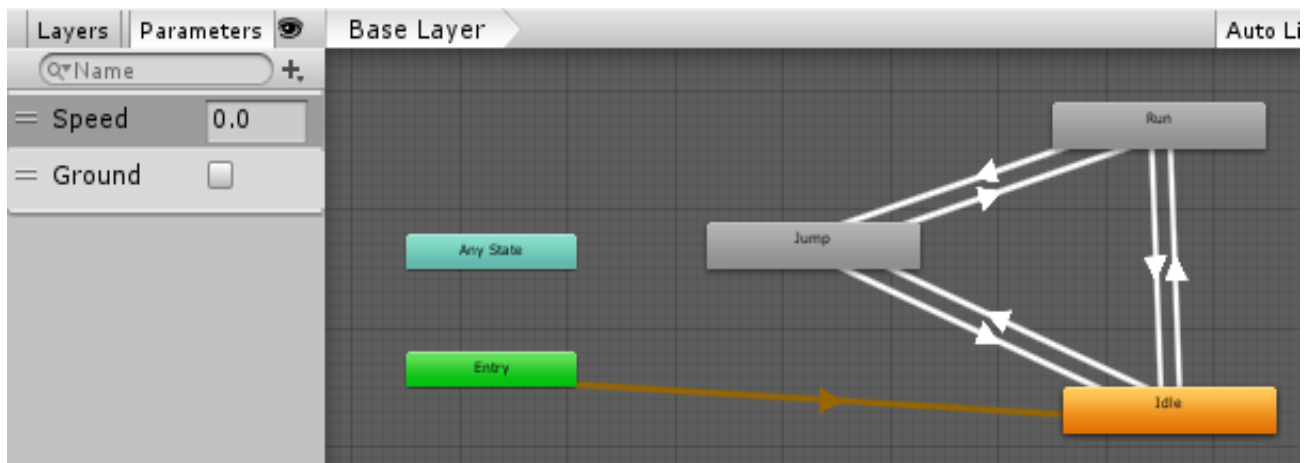 Layers Parameters
Name
Speed 0.0
Ground
Base Layer
Auto Li
Run
Jump
Any State
Entry
Idle